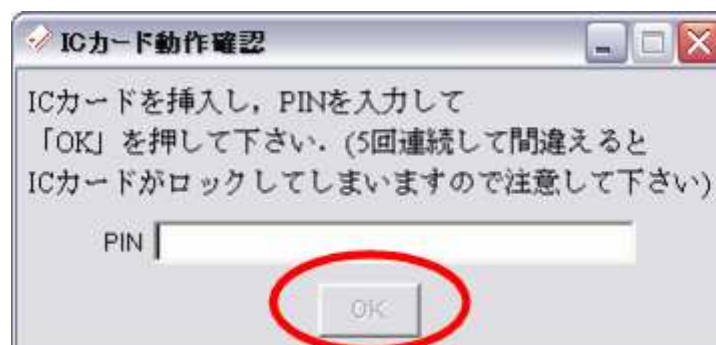 ICカード動作確認
ICカードを挿入し，PINを入力して
「OK」を押して下さい．(5回連続して間違えると
ICカードがロックしてしまいますので注意して下さい)
PIN
OK